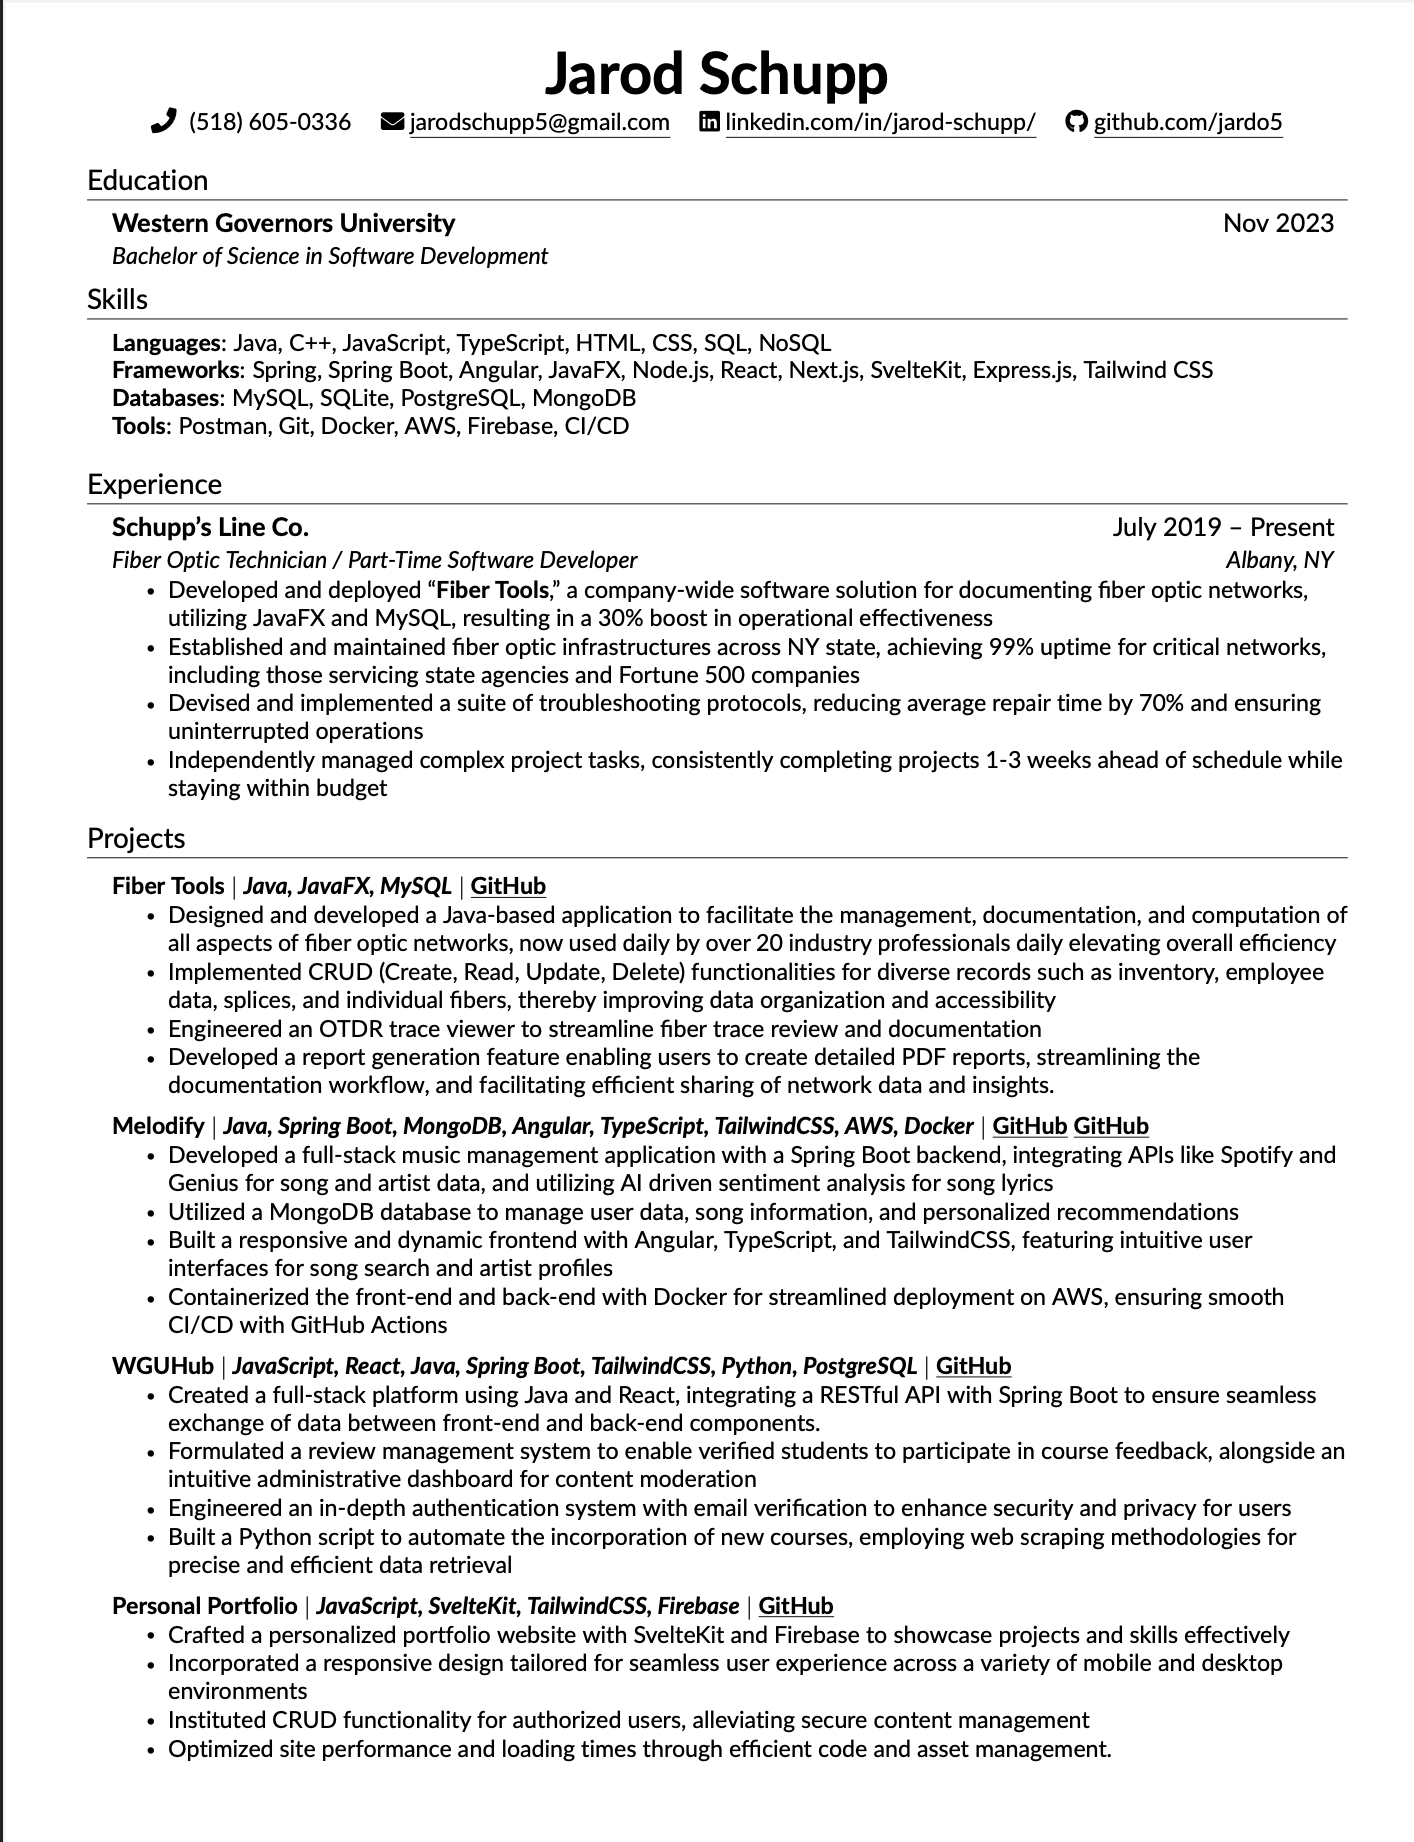 Jarod Schupp
(518) 605-0336 jarodschupp5@gmail.com linkedin.com/in/jarod-schupp/ github.com/jardo5
Education
Western Governors University Nov 2023
Bachelor of Science in Software Development
Skills
Languages: Java, C++, JavaScript, TypeScript, HTML, CSS, SQL, NoSQL
Frameworks: Spring, Spring Boot, Angular, JavaFX, Node.js, React, Next.js, SvelteKit, Express.js, Tailwind CSS
Databases: MySQL, SQLite, PostgreSQL, MongoDB
Tools: Postman, Git, Docker, AWS, Firebase, CI/CD
Experience
Schupp’s Line Co. July 2019 – Present
Fiber Optic Technician / Part-Time Software Developer Albany, NY
• Developed and deployed “Fiber Tools,” a company-wide software solution for documenting fiber optic networks,
utilizing JavaFX and MySQL, resulting in a 30% boost in operational effectiveness
• Established and maintained fiber optic infrastructures across NY state, achieving 99% uptime for critical networks,
including those servicing state agencies and Fortune 500 companies
• Devised and implemented a suite of troubleshooting protocols, reducing average repair time by 70% and ensuring
uninterrupted operations
• Independently managed complex project tasks, consistently completing projects 1-3 weeks ahead of schedule while
staying within budget
Projects
Fiber Tools | Java, JavaFX, MySQL | GitHub
• Designed and developed a Java-based application to facilitate the management, documentation, and computation of
all aspects of fiber optic networks, now used daily by over 20 industry professionals daily elevating overall efficiency
• Implemented CRUD (Create, Read, Update, Delete) functionalities for diverse records such as inventory, employee
data, splices, and individual fibers, thereby improving data organization and accessibility
• Engineered an OTDR trace viewer to streamline fiber trace review and documentation
• Developed a report generation feature enabling users to create detailed PDF reports, streamlining the
documentation workflow, and facilitating efficient sharing of network data and insights.
Melodify | Java, Spring Boot, MongoDB, Angular, TypeScript, TailwindCSS, AWS, Docker | GitHub GitHub
• Developed a full-stack music management application with a Spring Boot backend, integrating APIs like Spotify and
Genius for song and artist data, and utilizing AI driven sentiment analysis for song lyrics
• Utilized a MongoDB database to manage user data, song information, and personalized recommendations
• Built a responsive and dynamic frontend with Angular, TypeScript, and TailwindCSS, featuring intuitive user
interfaces for song search and artist profiles
• Containerized the front-end and back-end with Docker for streamlined deployment on AWS, ensuring smooth
CI/CD with GitHub Actions
WGUHub | JavaScript, React, Java, Spring Boot, TailwindCSS, Python, PostgreSQL | GitHub
• Created a full-stack platform using Java and React, integrating a RESTful API with Spring Boot to ensure seamless
exchange of data between front-end and back-end components.
• Formulated a review management system to enable verified students to participate in course feedback, alongside an
intuitive administrative dashboard for content moderation
• Engineered an in-depth authentication system with email verification to enhance security and privacy for users
• Built a Python script to automate the incorporation of new courses, employing web scraping methodologies for
precise and efficient data retrieval
Personal Portfolio | JavaScript, SvelteKit, TailwindCSS, Firebase | GitHub
• Crafted a personalized portfolio website with SvelteKit and Firebase to showcase projects and skills effectively
• Incorporated a responsive design tailored for seamless user experience across a variety of mobile and desktop
environments
• Instituted CRUD functionality for authorized users, alleviating secure content management
• Optimized site performance and loading times through efficient code and asset management.